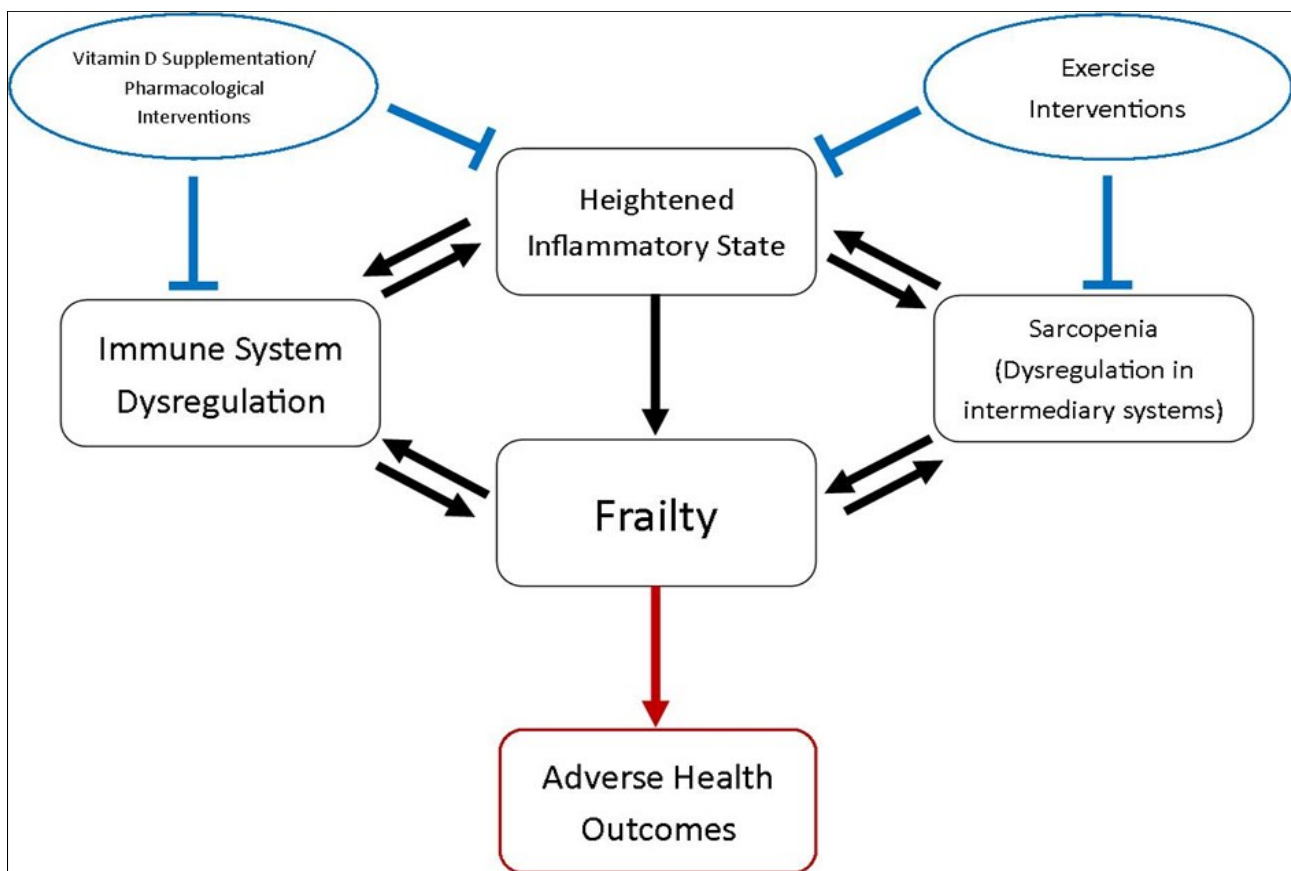 Vitamin D Supplementation/
Pharmacological
Interventions
Exercise
Interventions
Heightened
Inflammatory State
Immune System
Dysregulation
Sarcopenia
(Dysregulation in
intermediary systems)
Frailty
Adverse Health
Outcomes